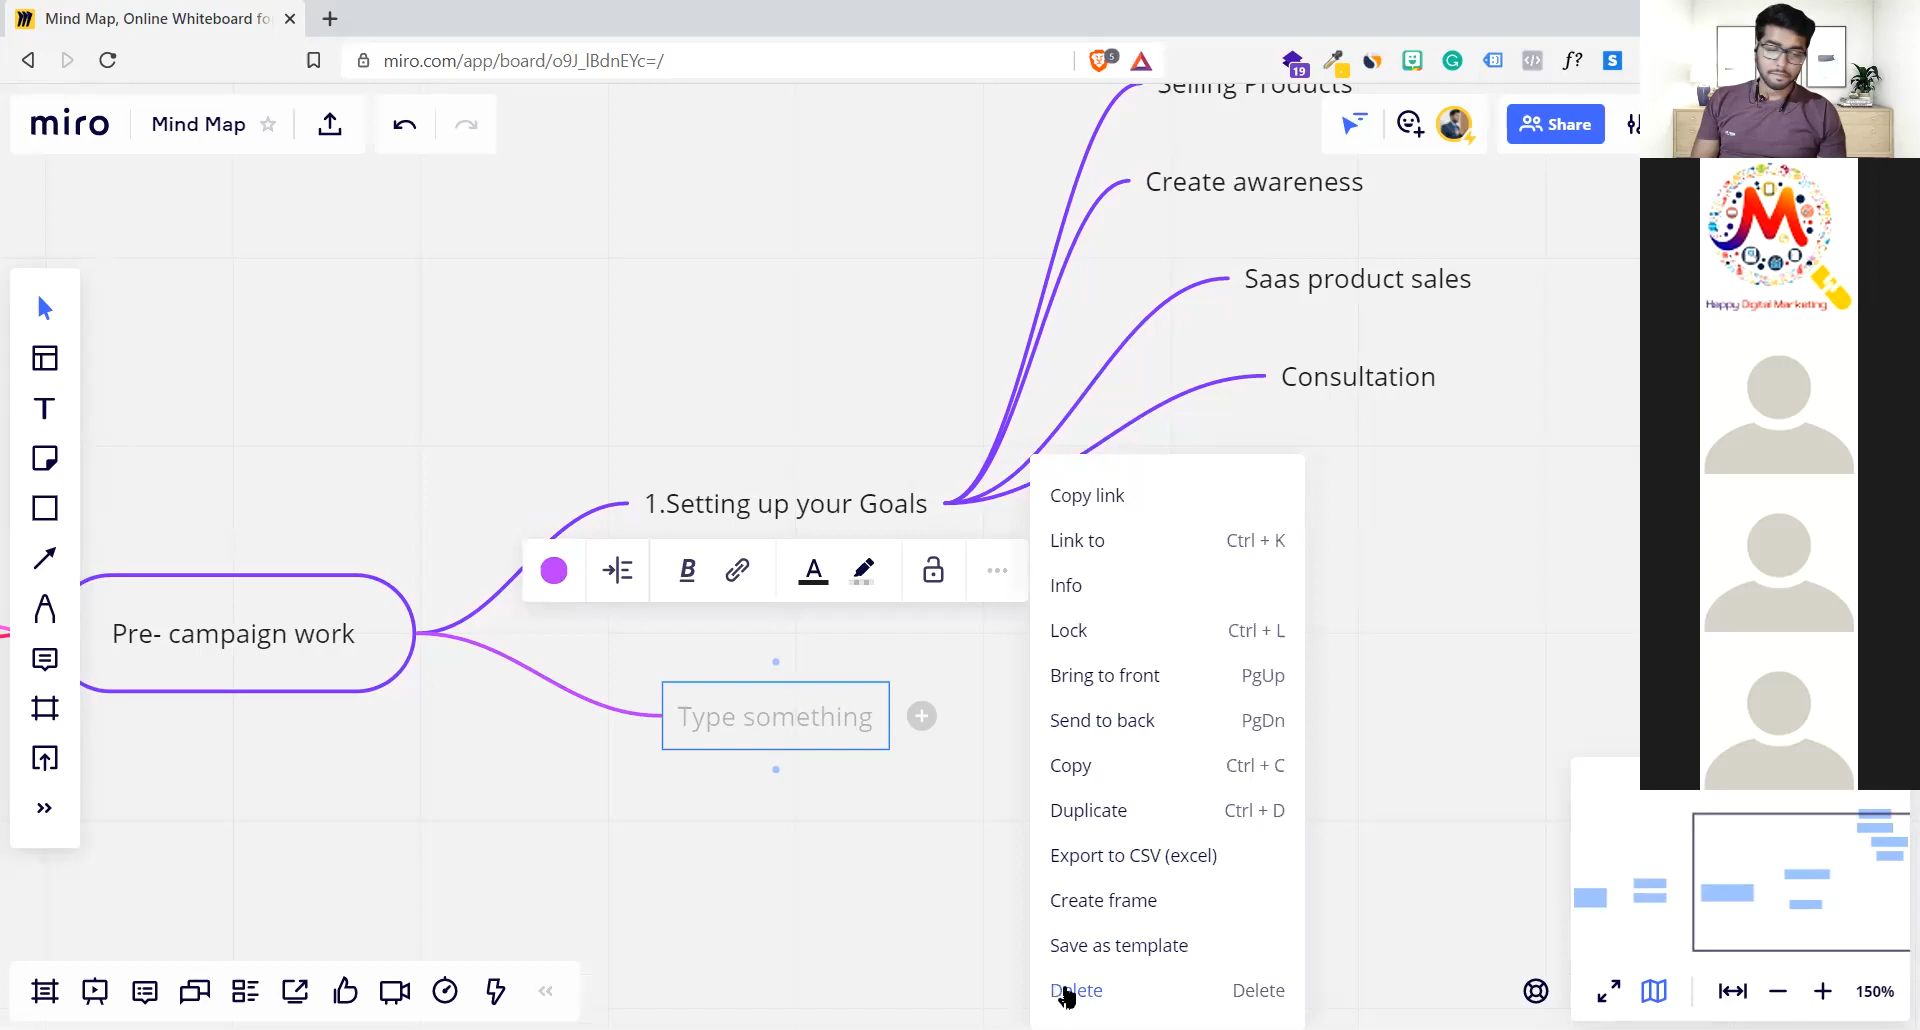 Mind Map, Online Whiteboard fo
miro.com/app/board/o9J_lBdnEYc=/
5
19
f?
S
miro
Mind Map
Share
Selling Products
Create awareness
Saas product sales
Consultation
1.Setting up your Goals
Pre- campaign work
Type something
B
A
T
Copy link
Link to Ctrl + K
Info
Lock Ctrl + L
Bring to front PgUp
Send to back PgDn
Copy Ctrl + C
Duplicate Ctrl + D
Export to CSV (excel)
Create frame
Save as template
Delete Delete
M
Happy Digital Marketing
150%